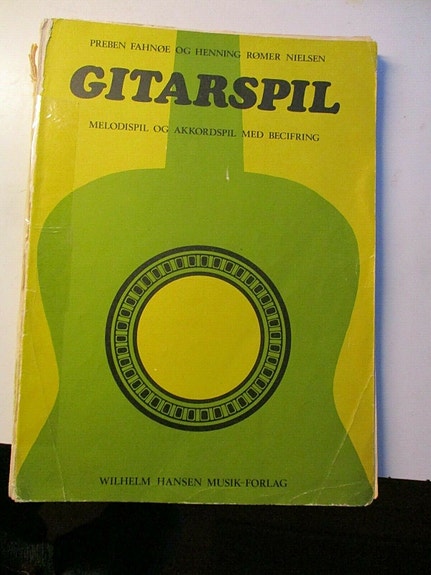 PREBEN FAHNØE OG HENNING RØMER NIELSEN
GITARSPIL
MELODISPIL OG AKKORDSPIL MED BECIFRING
WILHELM HANSEN MUSIK-FORLAG